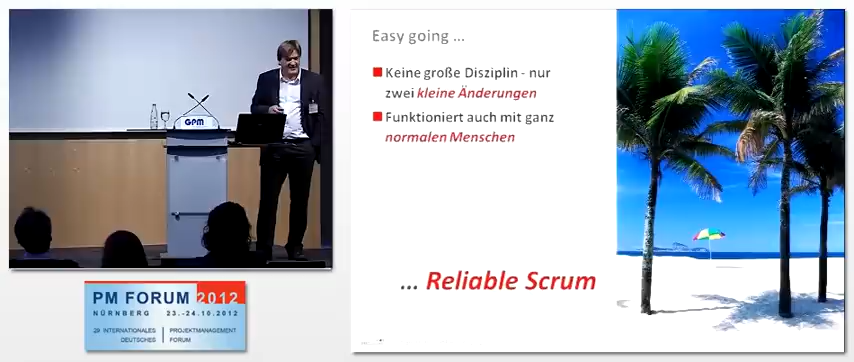 GPM
PM FORUM 2012
NÜRNBERG 23.-24.10.2012
29 INTERNATIONALES
DEUTSCHES
PROJEKTMANAGEMENT
FORUM
Easy going ...
Keine große Disziplin - nur
zwei kleine Änderungen
Funktioniert auch mit ganz
normalen Menschen
... Reliable Scrum